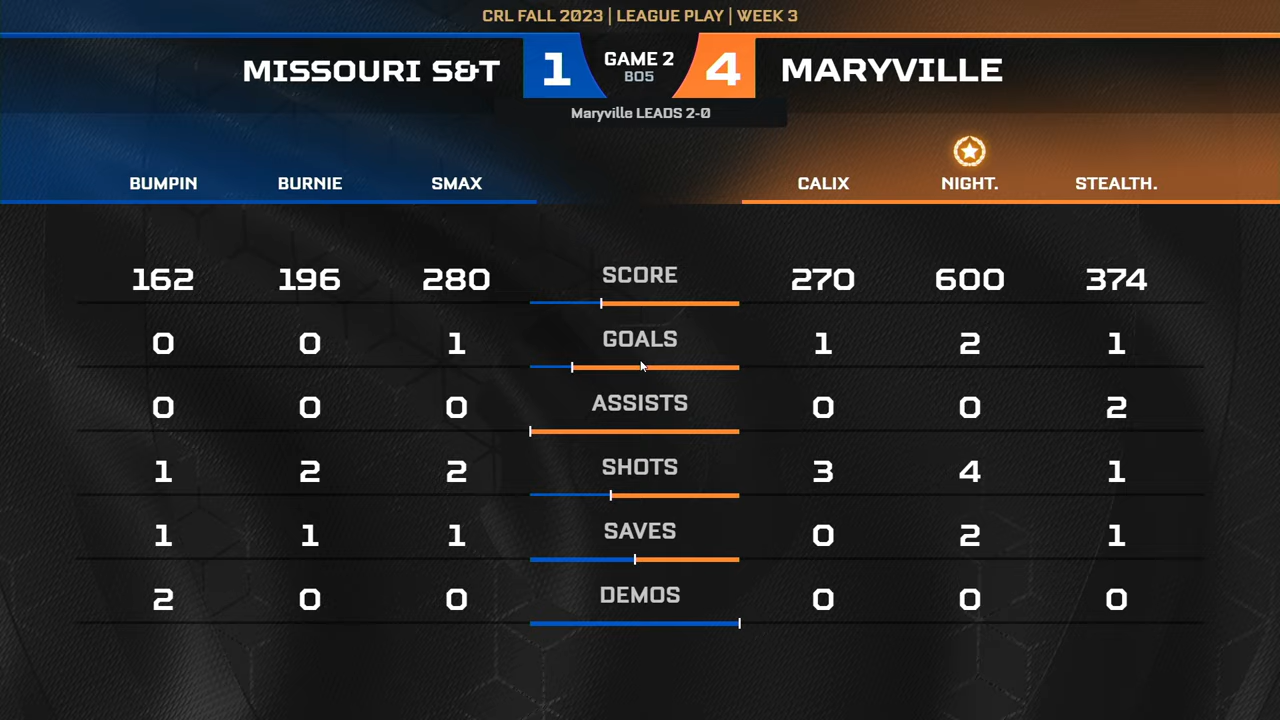 CRL FALL 2023 | LEAGUE PLAY | WEEK 3
MISSOURI S&T 1 GAME 2 4 MARYVILLE
BO5
Maryville LEADS 2-0
BUMPIN BURNIE SMAX CALIX NIGHT. STEALTH.
162 196 280 SCORE 270 600 374
0 0 1 GOALS 1 2 1
0 0 0 ASSISTS 0 0 2
1 2 2 SHOTS 3 4 1
1 1 1 SAVES 0 2 1
2 0 0 DEMOS 0 0 0